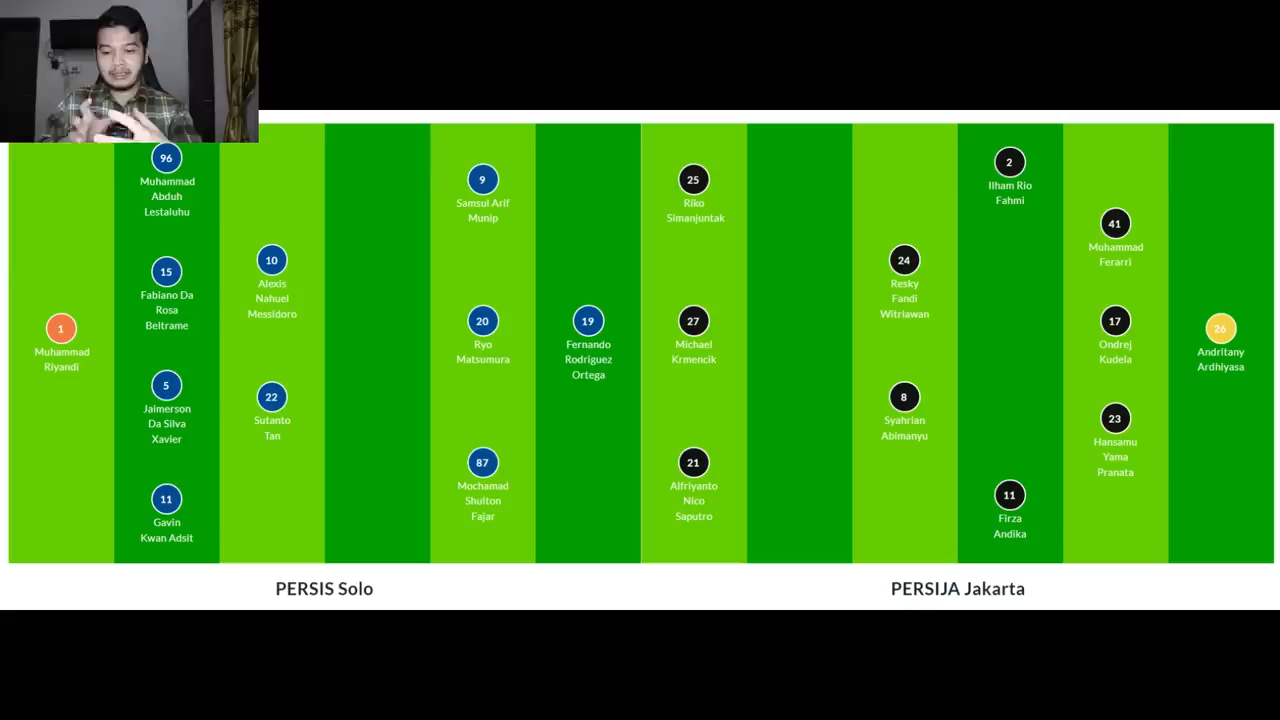 96
Muhammad
Abduh
Lestaluhu
15
Fabiano Da
Rosa
Beltrame
5
Jaimerson
Da Silva
Xavier
11
Gavin
Kwan Adsit
1
Muhammad
Riyandi
10
Alexis
Nahuel
Messidoro
22
Sutanto
Tan
9
Samsul Arif
Munip
20
Ryo
Matsumura
87
Mochamad
Shulton
Fajar
19
Fernando
Rodriguez
Ortega
25
Riko
Simanjuntak
27
Michael
Krmencik
21
Alfriyanto
Nico
Saputro
24
Resky
Fandi
Witriawan
8
Syahrian
Abimanyu
2
Ilham Rio
Fahmi
11
Firza
Andika
41
Muhammad
Ferarri
17
Ondrej
Kudela
23
Hansamu
Yama
Pranata
26
Andritany
Ardhiyasa
PERSIS Solo
PERSIJA Jakarta